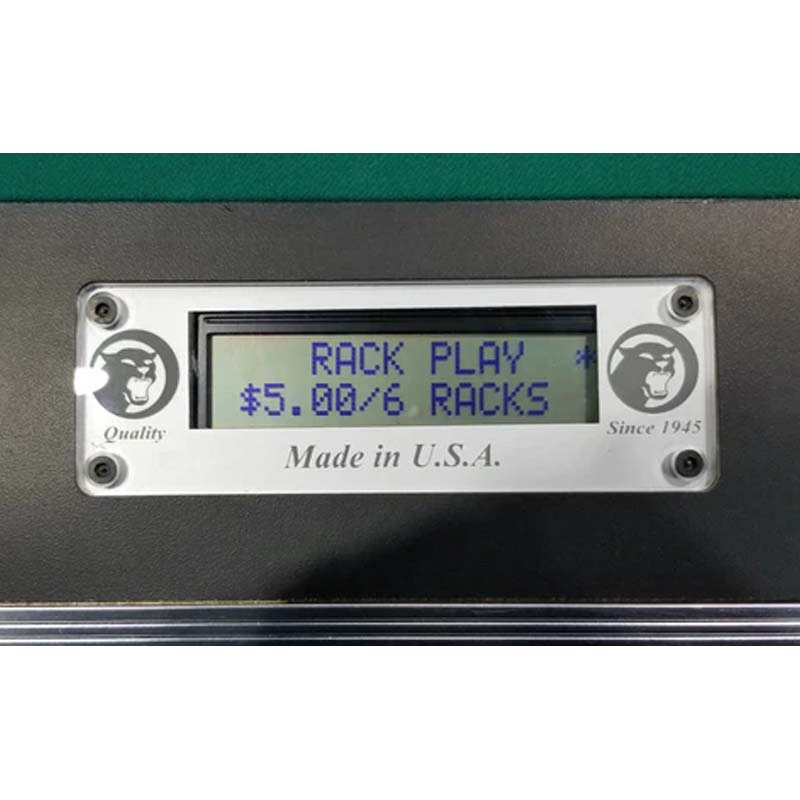 RACK PLAY *
$5.00/6 RACKS
Quality
Since 1945
Made in U.S.A.